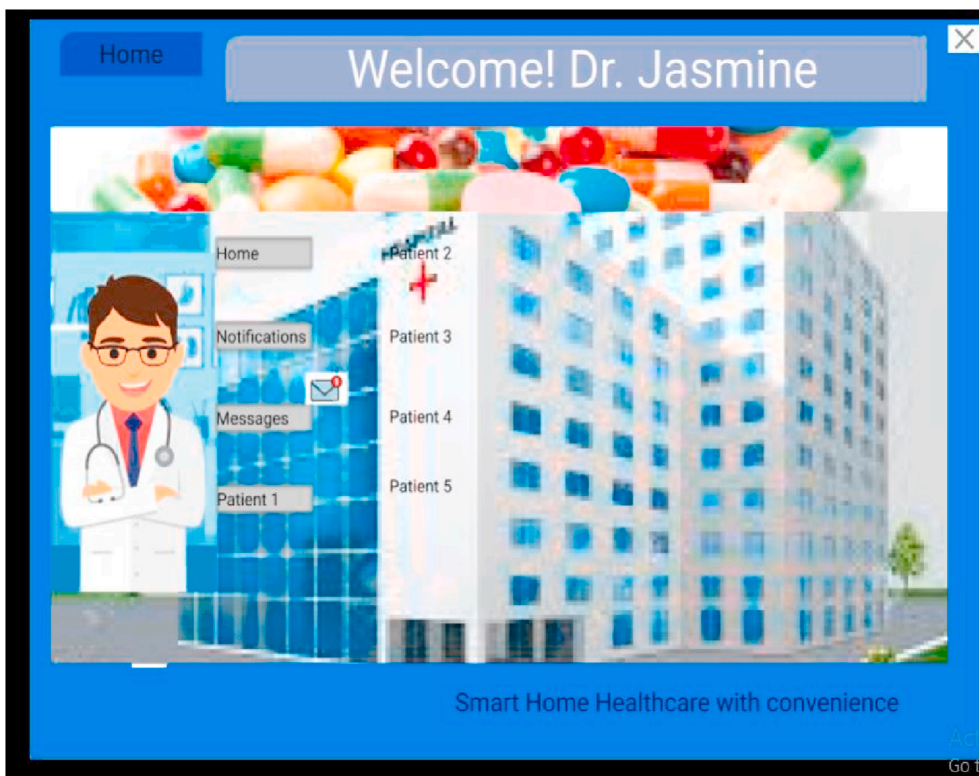 Home
Welcome! Dr. Jasmine
Home
Notifications
Messages
Patient 1
Patient 2
Patient 3
Patient 4
Patient 5
Smart Home Healthcare with convenience
Go